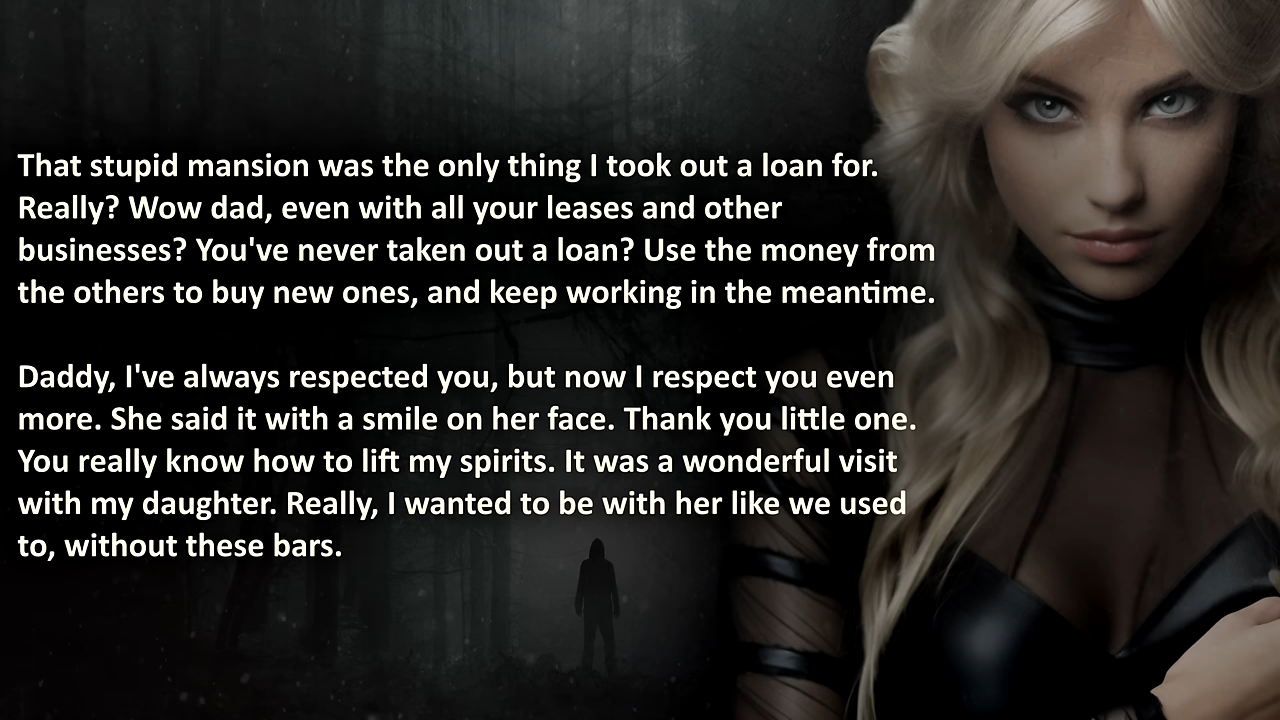 That stupid mansion was the only thing I took out a loan for.
Really? Wow dad, even with all your leases and other
businesses? You've never taken out a loan? Use the money from
the others to buy new ones, and keep working in the meantime.
Daddy, I've always respected you, but now I respect you even
more. She said it with a smile on her face. Thank you little one.
You really know how to lift my spirits. It was a wonderful visit
with my daughter. Really, I wanted to be with her like we used
to, without these bars.